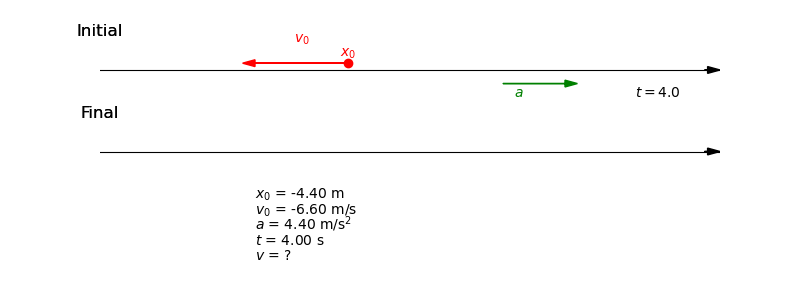 Initial
v₀
x₀
a
t = 4.0
Final
x₀ = -4.40 m
v₀ = -6.60 m/s
a = 4.40 m/s²
t = 4.00 s
v = ?